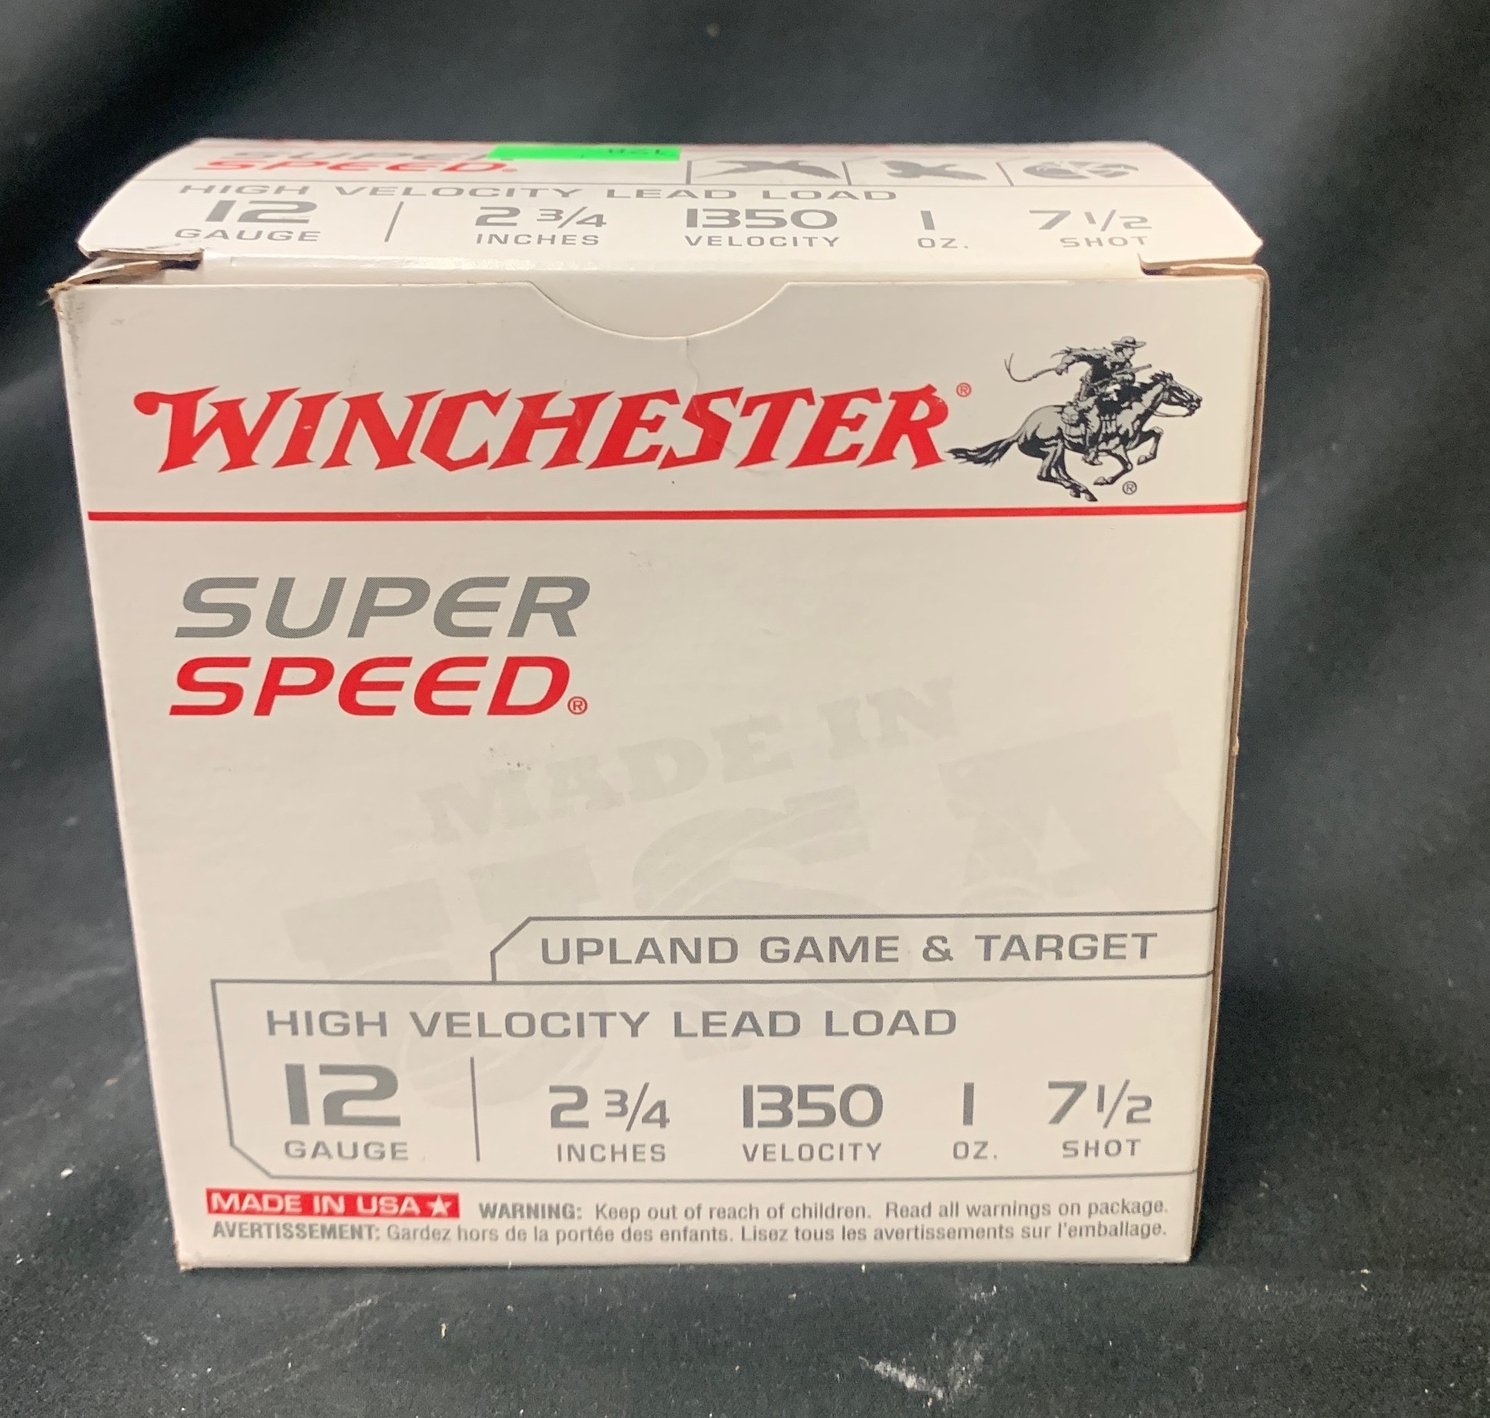 SUPER
SPEED.
HIGH VELOCITY LEAD LOAD
12 2 3/4 1350 1 7 1/2
GAUGE INCHES VELOCITY OZ. SHOT
WINCHESTER®
®
SUPER
SPEED®
MADE IN
USA
UPLAND GAME & TARGET
HIGH VELOCITY LEAD LOAD
12 2 3/4 1350 1 7 1/2
GAUGE INCHES VELOCITY OZ. SHOT
MADE IN USA ★ WARNING: Keep out of reach of children. Read all warnings on package.
AVERTISSEMENT: Gardez hors de la portée des enfants. Lisez tous les avertissements sur l'emballage.